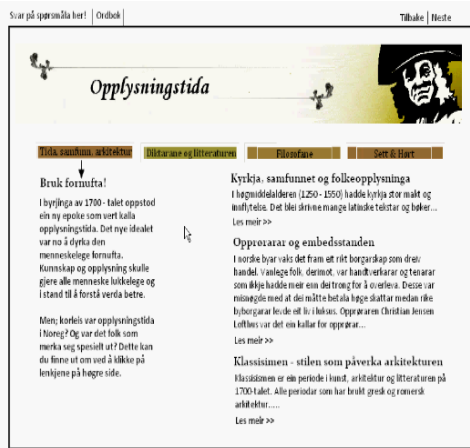 Svar på spørsmåla her! Ordbok
Tilbake Neste
Opplysningstida
Tida, samfunn, arkitektur
Diktarane og litteraturen
Filosofane
Sett & Hørt
Bruk fornufta!
I byrjinga av 1700 - talet oppstod
ein ny epoke som vert kalla
opplysningstida. Det nye idealet
var no å dyrka den
menneskelege fornufta.
Kunnskap og opplysning skulle
gjere alle menneske lukkelege og
i stand til å forstå verda betre.
Men; korleis var opplysningstida
i Noreg? Og var det folk som
merka seg spesielt ut? Dette kan
du finne ut om ved å klikke på
lenkjene på høgre side.
Kyrkja, samfunnet og folkeopplysninga
I høgmiddelalderen (1250 - 1550) hadde kyrkja stor makt og
innflytelse. Det blei skrivne mange latinske tekstar og bøker...
Les meir >>
Opprørarar og embedsstanden
I norske byar vaks det fram eit rikt borgarskap som dreiv
handel. Vanlege folk, derimot, var handtverkarar og tenarar
som ikkje hadde meir enn dei trong for å overleva. Desse var
misnøgde med dei måtte betala høge skattar medan rike
byborgarar levde eit liv i luksus. Opprøraren Christian Jensen
Lofthus var det ein kallar for opprørar...
Les meir >>
Klassisimen - stilen som påverka arkitekturen
Klassisismen er ein periode i kunst, arkitektur og litteraturen på
1700-talet. Alle periodar som har brukt gresk og romersk
arkitektur.....
Les meir >>